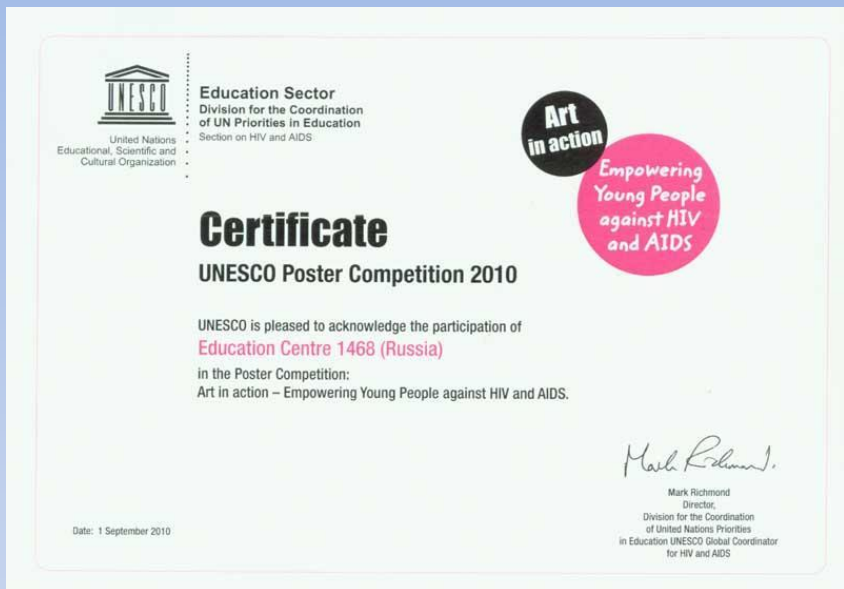 UNESCO
United Nations
Educational, Scientific and
Cultural Organization
Education Sector
Division for the Coordination
of UN Priorities in Education
Section on HIV and AIDS
Art
in action
Empowering
Young People
against HIV
and AIDS
Certificate
UNESCO Poster Competition 2010
UNESCO is pleased to acknowledge the participation of
Education Centre 1468 (Russia)
in the Poster Competition:
Art in action – Empowering Young People against HIV and AIDS.
Mark Richmond.
Mark Richmond
Director,
Division for the Coordination
of United Nations Priorities
in Education UNESCO Global Coordinator
for HIV and AIDS
Date: 1 September 2010